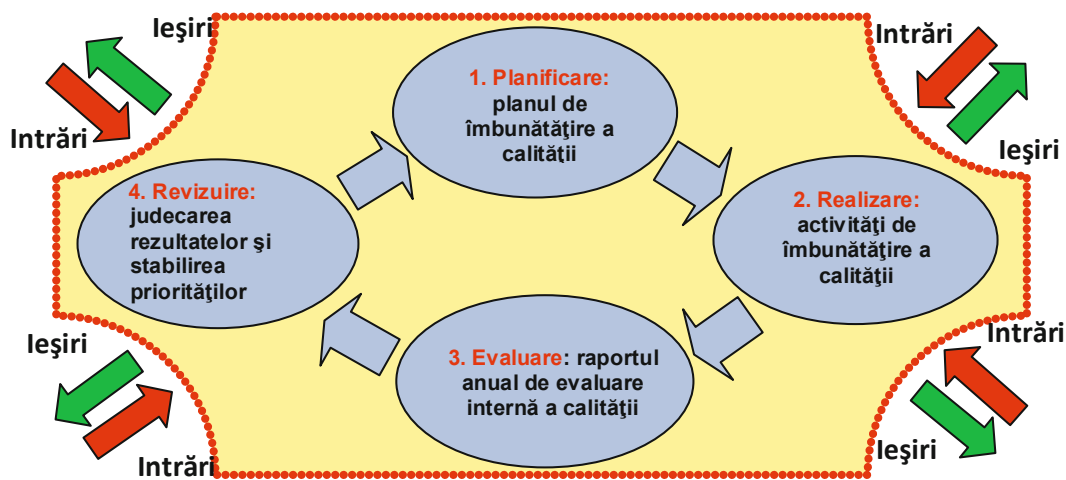 Ieşiri
Intrări
Intrări
Ieşiri
1. Planificare:
planul de
îmbunătăţire a
calităţii
4. Revizuire:
judecarea
rezultatelor şi
stabilirea
priorităţilor
2. Realizare:
activităţi de
îmbunătăţire a
calităţii
3. Evaluare: raportul
anual de evaluare
internă a calităţii
Ieşiri
Intrări
Intrări
Ieşiri